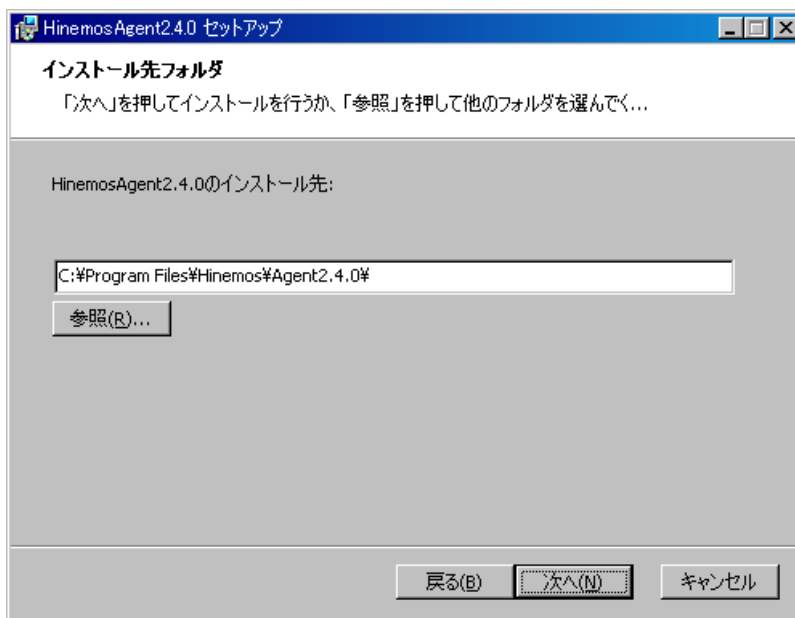 HinemosAgent2.4.0 セットアップ
インストール先フォルダ
「次へ」を押してインストールを行うか、「参照」を押して他のフォルダを選んでく...
HinemosAgent2.4.0のインストール先:
C:¥Program Files¥Hinemos¥Agent2.4.0¥
参照(R)...
戻る(B) 次へ(N) キャンセル